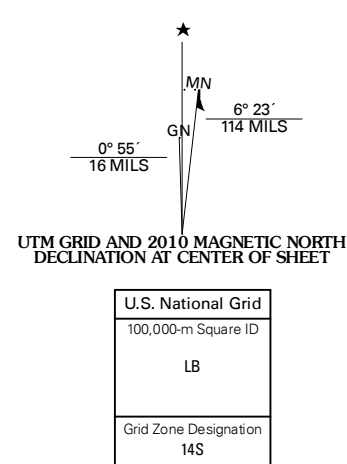 MN
6° 23´
114 MILS
GN
0° 55´
16 MILS
UTM GRID AND 2010 MAGNETIC NORTH
DECLINATION AT CENTER OF SHEET
U.S. National Grid
100,000-m Square ID
LB
Grid Zone Designation
14S